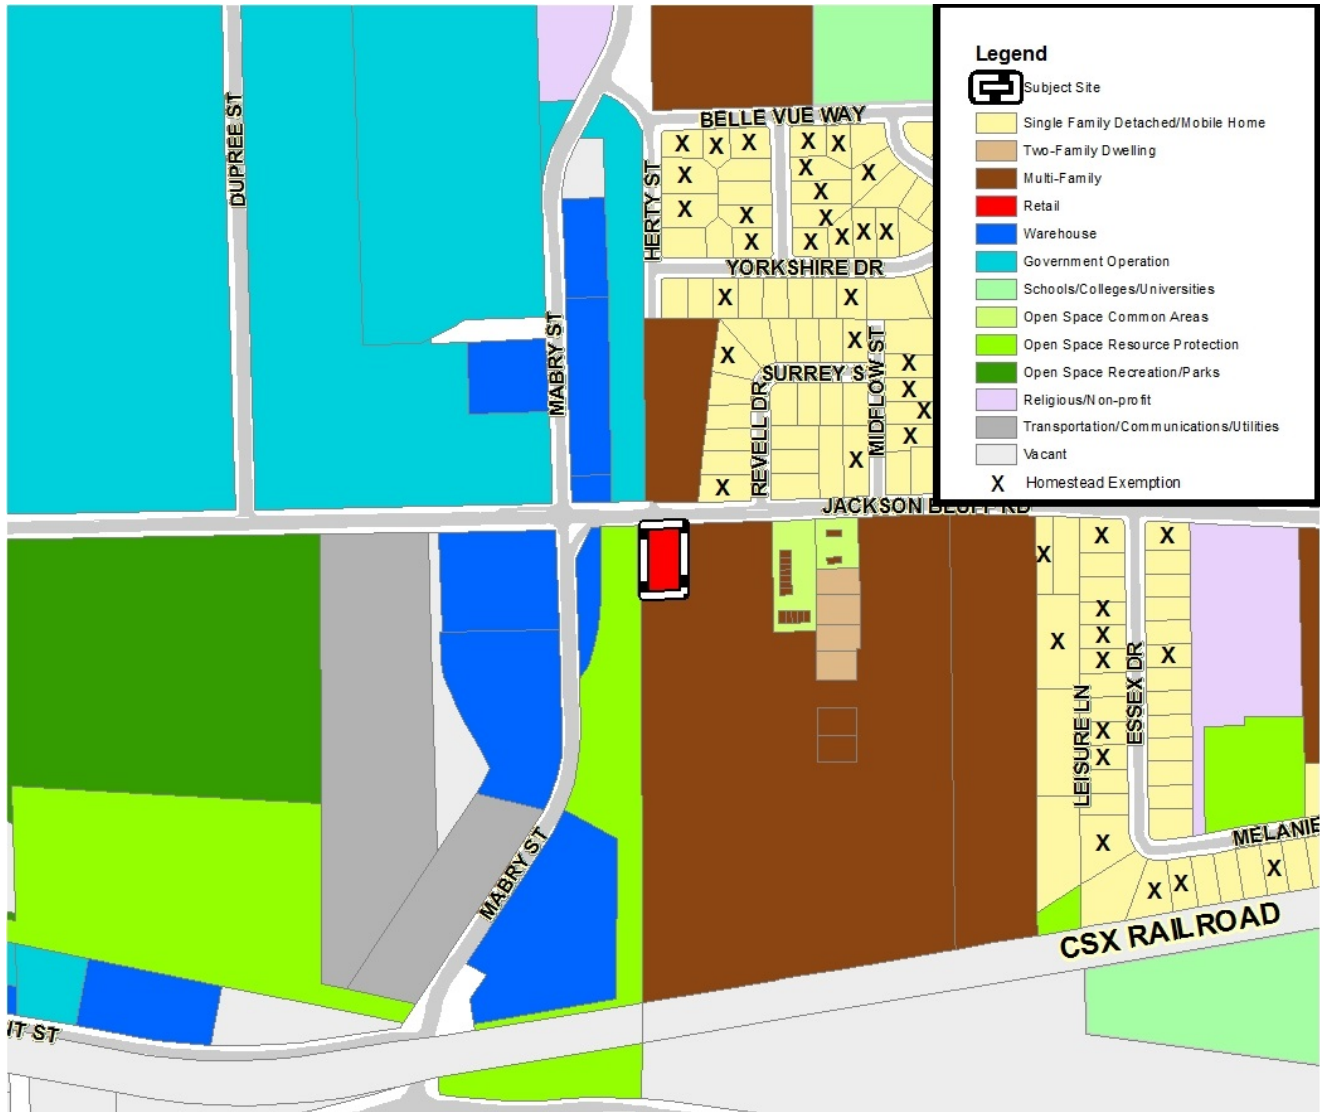 Legend
Subject Site
Single Family Detached/Mobile Home
Two-Family Dwelling
Multi-Family
Retail
Warehouse
Government Operation
Schools/Colleges/Universities
Open Space Common Areas
Open Space Resource Protection
Open Space Recreation/Parks
Religious/Non-profit
Transportation/Communications/Utilities
Vacant
X Homestead Exemption
DUPREE ST
BELLE VUE WAY
X X X X X
X X X
X X
X X X X X
X X X X
HERTY ST
YORKSHIRE DR
X X
MABRY ST
X
X
X
SURREY S
MIDFLOW ST
X
X
X
REVELL DR
X
X
X
JACKSON BLUFF RD
X X X
X
X
X
X
X
LEISURE LN
ESSEX DR
X
X
X
MABRY ST
MELANIE
X X X
CSX RAILROAD
NT ST